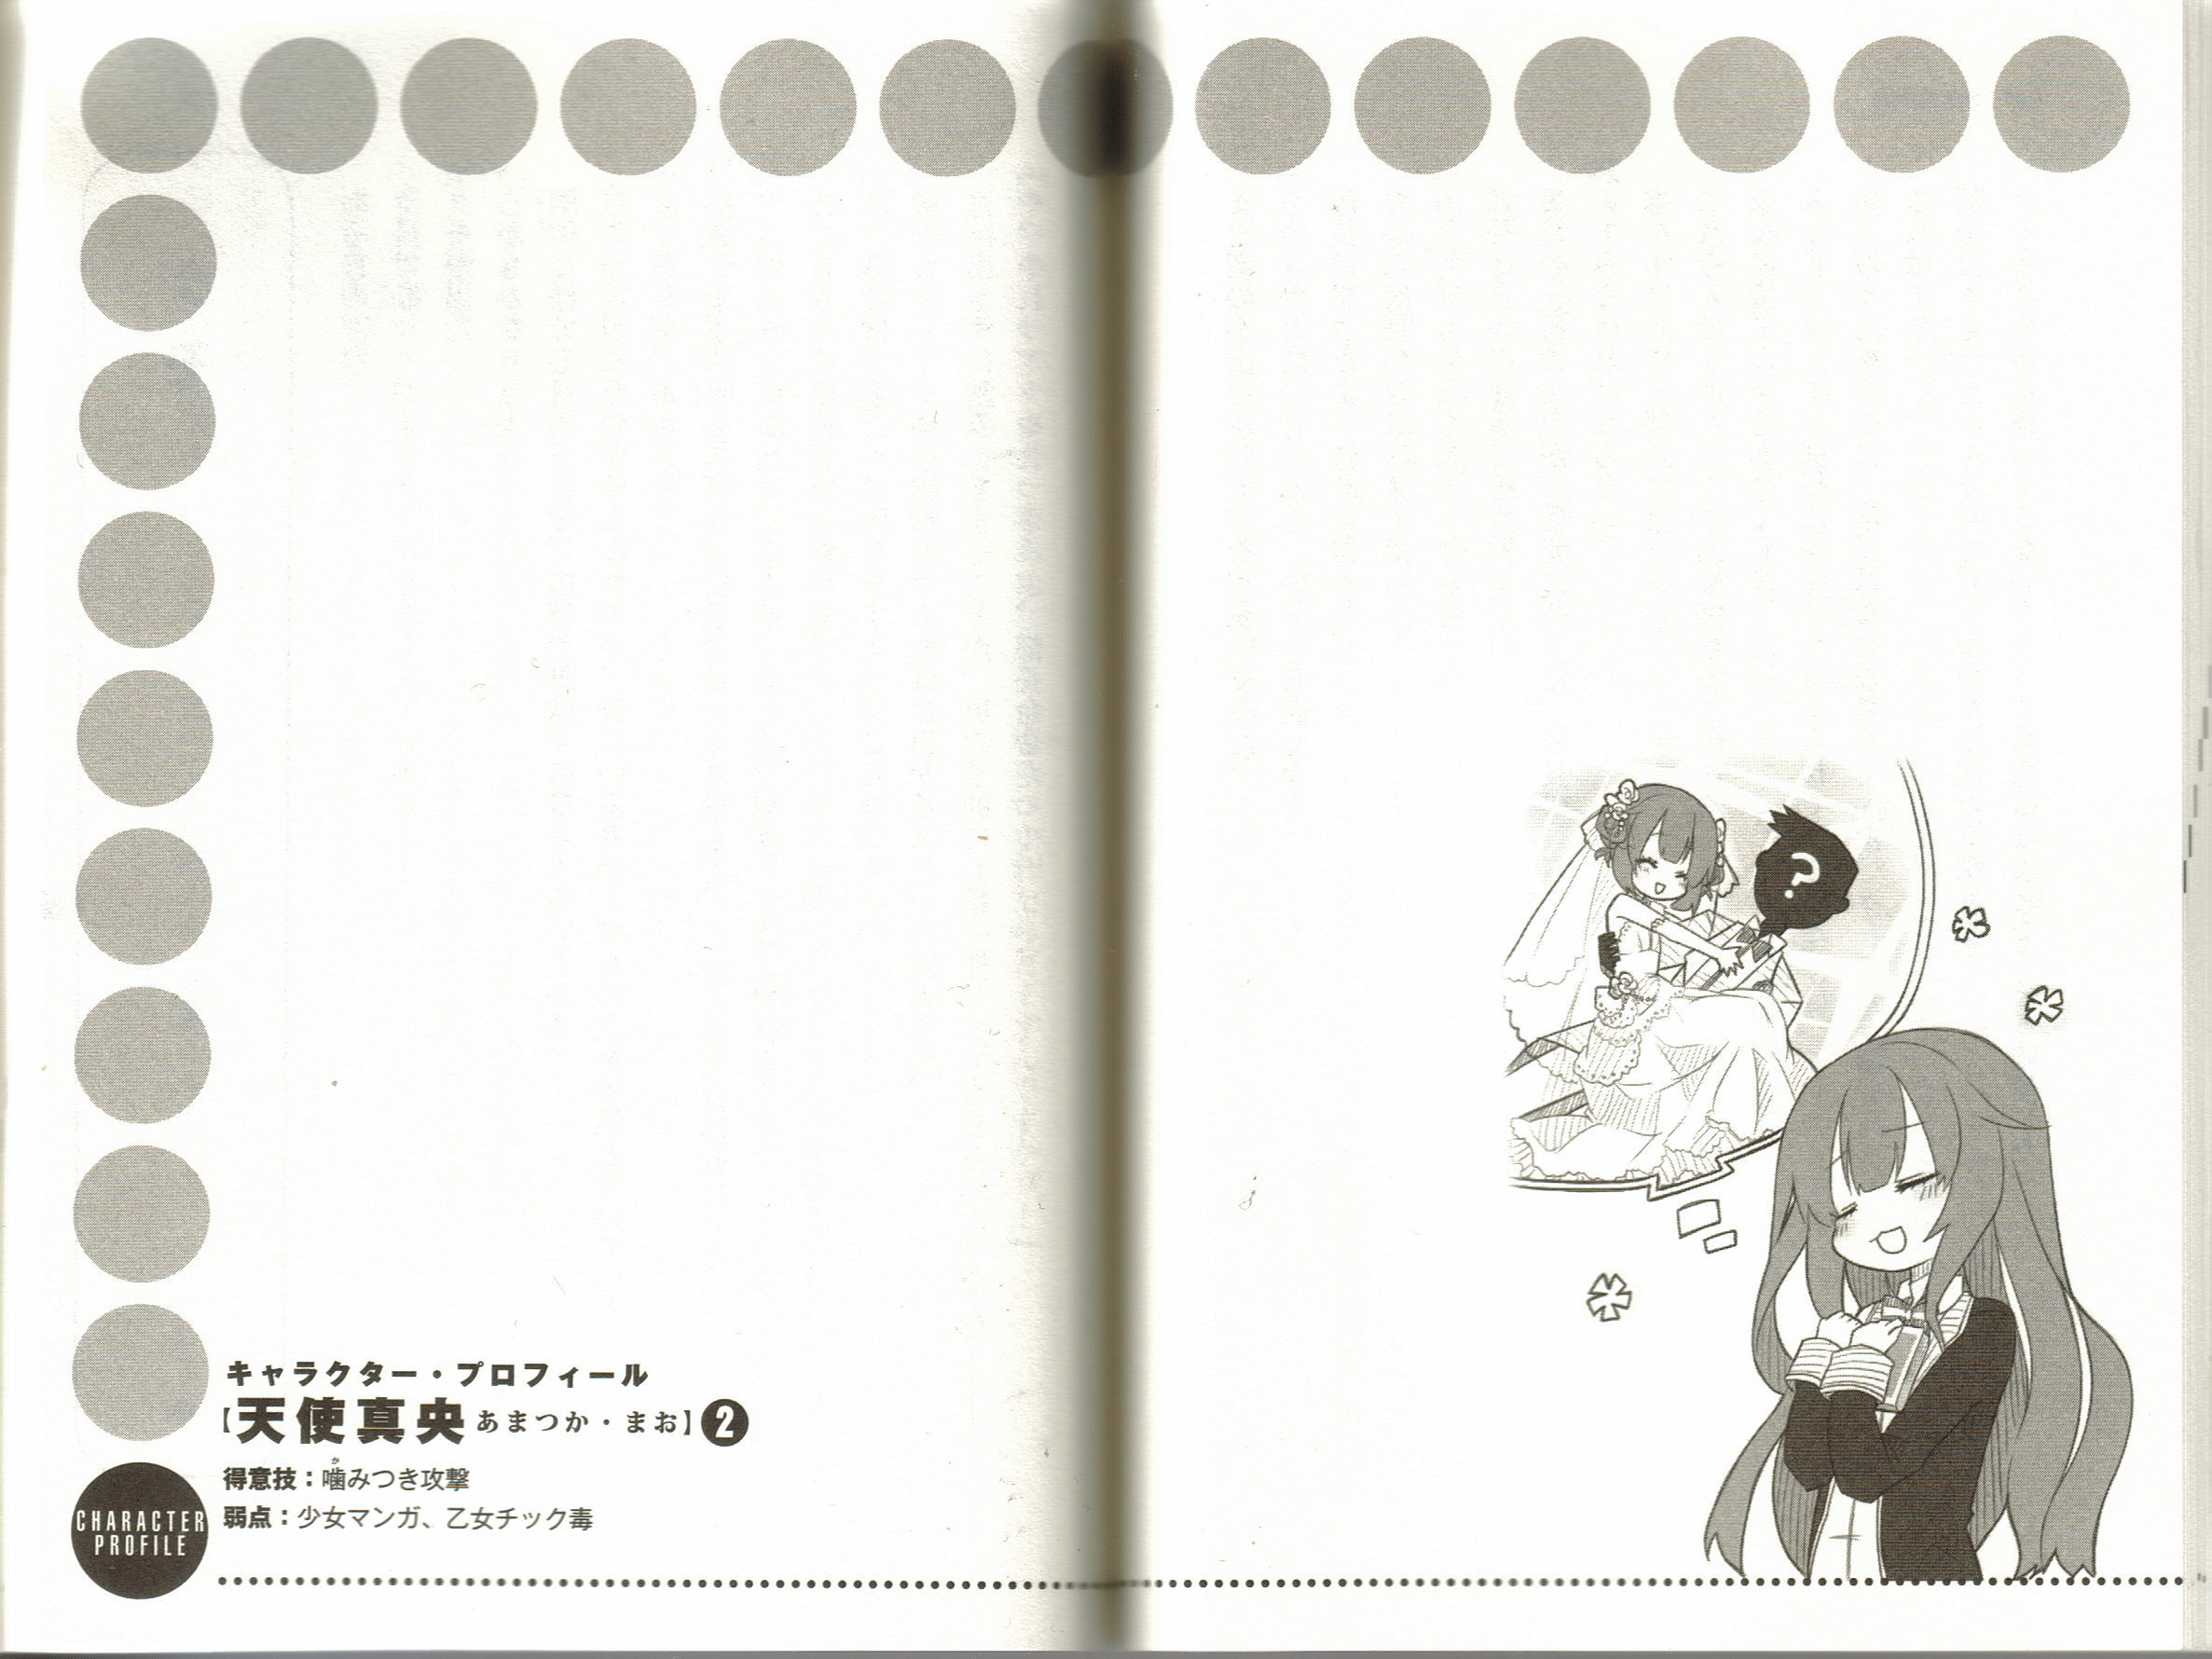 キャラクター・プロフィール
【天使真央 あまつか・まお】❷
得意技：噛みつき攻撃
か
弱点：少女マンガ、乙女チック毒
CHARACTER
PROFILE
?